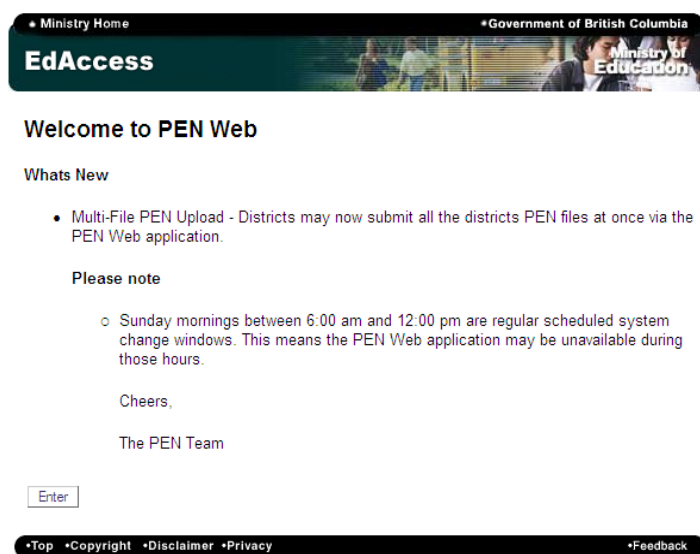 Ministry Home
Government of British Columbia
EdAccess
Ministry of
Education
Welcome to PEN Web
Whats New
• Multi-File PEN Upload - Districts may now submit all the districts PEN files at once via the
PEN Web application.
Please note
○ Sunday mornings between 6:00 am and 12:00 pm are regular scheduled system
change windows. This means the PEN Web application may be unavailable during
those hours.
Cheers,
The PEN Team
Enter
•Top •Copyright •Disclaimer •Privacy
•Feedback